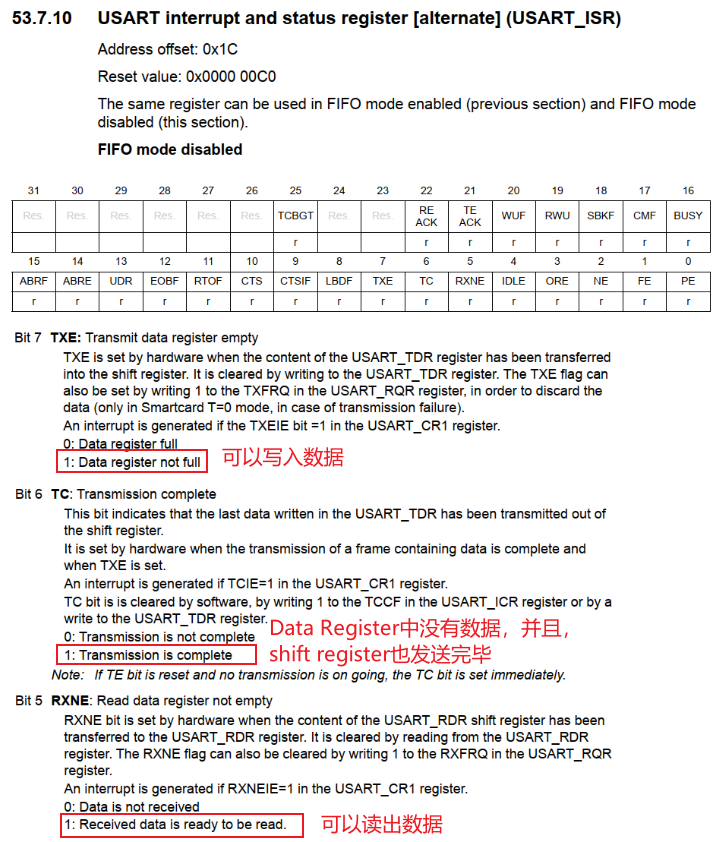 53.7.10 USART interrupt and status register [alternate] (USART_ISR)
Address offset: 0x1C
Reset value: 0x0000 00C0
The same register can be used in FIFO mode enabled (previous section) and FIFO mode
disabled (this section).
FIFO mode disabled
31 30 29 28 27 26 25 24 23 22 21 20 19 18 17 16
Res. Res. Res. Res. Res. Res. TCBGT Res. Res. RE ACK TE ACK WUF RWU SBKF CMF BUSY
r r r r r r r r
15 14 13 12 11 10 9 8 7 6 5 4 3 2 1 0
ABRF ABRE UDR EOBF RTOF CTS CTSIF LBDF TXE TC RXNE IDLE ORE NE FE PE
r r r r r r r r r r r r r r r r
Bit 7 TXE: Transmit data register empty
TXE is set by hardware when the content of the USART_TDR register has been transferred
into the shift register. It is cleared by writing to the USART_TDR register. The TXE flag can
also be set by writing 1 to the TXFRQ in the USART_RQR register, in order to discard the
data (only in Smartcard T=0 mode, in case of transmission failure).
An interrupt is generated if the TXEIE bit =1 in the USART_CR1 register.
0: Data register full
1: Data register not full 可以写入数据
Bit 6 TC: Transmission complete
This bit indicates that the last data written in the USART_TDR has been transmitted out of
the shift register.
It is set by hardware when the transmission of a frame containing data is complete and
when TXE is set.
An interrupt is generated if TCIE=1 in the USART_CR1 register.
TC bit is is cleared by software, by writing 1 to the TCCF in the USART_ICR register or by a
write to the USART_TDR register.
0: Transmission is not complete Data Register中没有数据，并且，
1: Transmission is complete shift register也发送完毕
Note: If TE bit is reset and no transmission is on going, the TC bit is set immediately.
Bit 5 RXNE: Read data register not empty
RXNE bit is set by hardware when the content of the USART_RDR shift register has been
transferred to the USART_RDR register. It is cleared by reading from the USART_RDR
register. The RXNE flag can also be cleared by writing 1 to the RXFRQ in the USART_RQR
register.
An interrupt is generated if RXNEIE=1 in the USART_CR1 register.
0: Data is not received
1: Received data is ready to be read. 可以读出数据